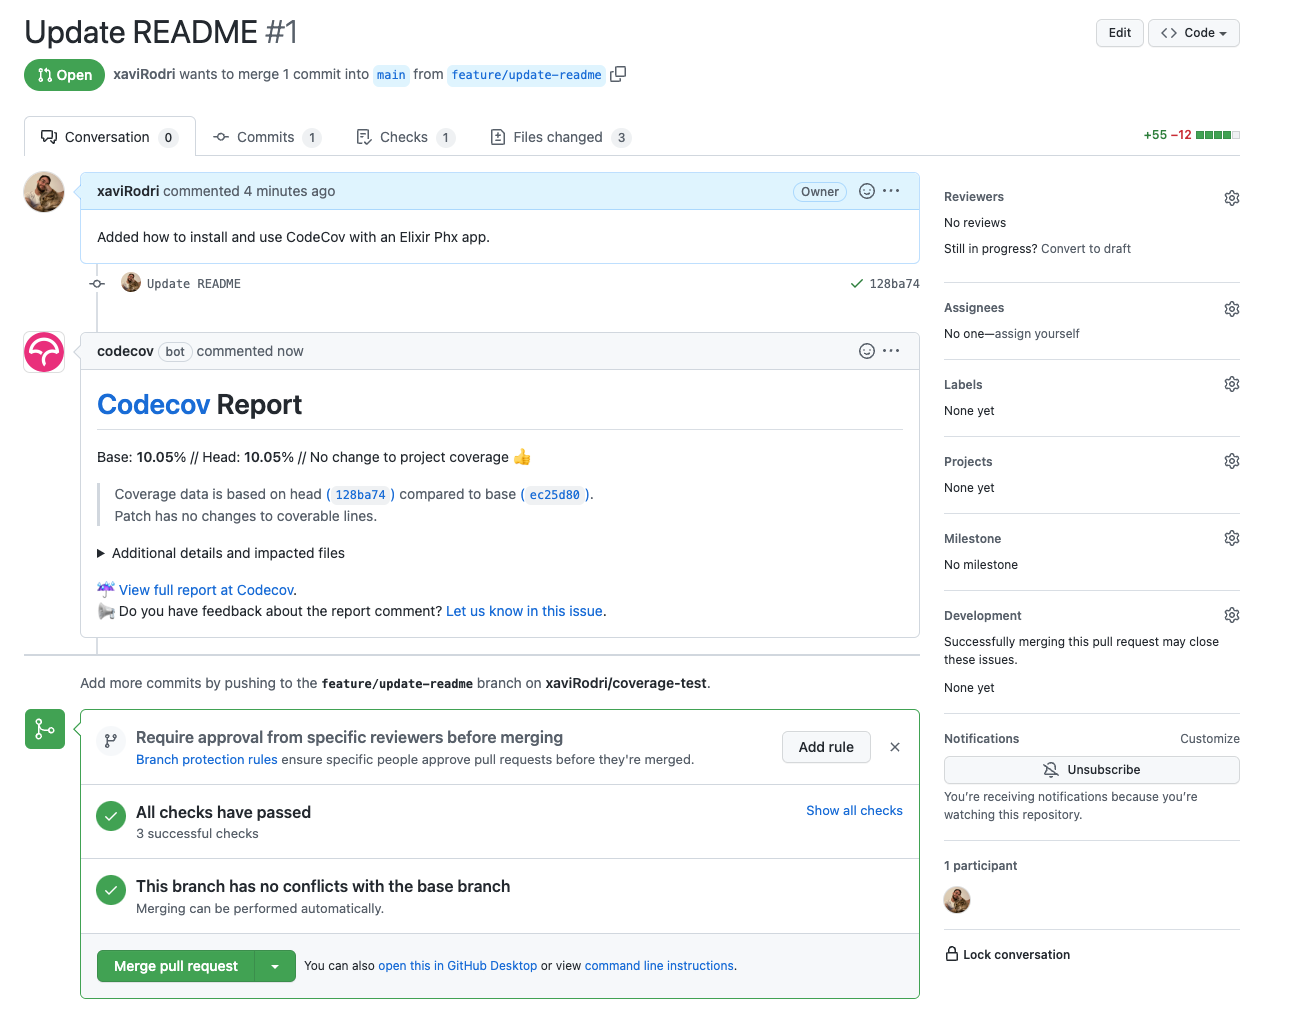 Update README #1
Edit
<> Code
Open
xaviRodri wants to merge 1 commit into main from feature/update-readme
Conversation 0
Commits 1
Checks 1
Files changed 3
+55 −12
xaviRodri commented 4 minutes ago
Owner
Added how to install and use CodeCov with an Elixir Phx app.
Update README
128ba74
codecov bot commented now
Codecov Report
Base: 10.05% // Head: 10.05% // No change to project coverage 👍
Coverage data is based on head (128ba74) compared to base (ec25d80).
Patch has no changes to coverable lines.
Additional details and impacted files
☔ View full report at Codecov.
📢 Do you have feedback about the report comment? Let us know in this issue.
Add more commits by pushing to the feature/update-readme branch on xaviRodri/coverage-test.
Require approval from specific reviewers before merging
Branch protection rules ensure specific people approve pull requests before they're merged.
Add rule
All checks have passed
3 successful checks
Show all checks
This branch has no conflicts with the base branch
Merging can be performed automatically.
Merge pull request
You can also open this in GitHub Desktop or view command line instructions.
Reviewers
No reviews
Still in progress? Convert to draft
Assignees
No one—assign yourself
Labels
None yet
Projects
None yet
Milestone
No milestone
Development
Successfully merging this pull request may close
these issues.
None yet
Notifications
Customize
Unsubscribe
You're receiving notifications because you're
watching this repository.
1 participant
Lock conversation